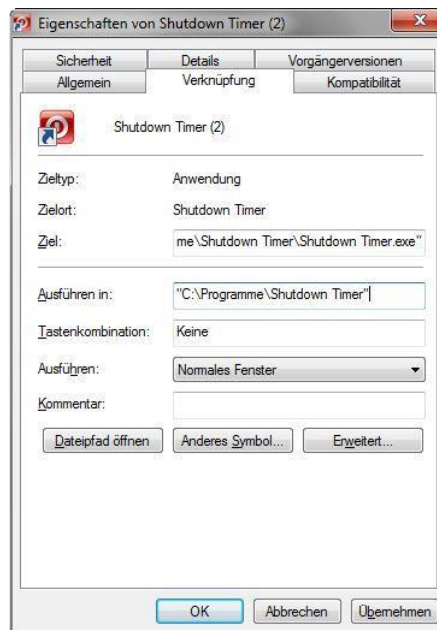 Eigenschaften von Shutdown Timer (2)
Sicherheit Details Vorgängerversionen
Allgemein Verknüpfung Kompatibilität
Shutdown Timer (2)
Zieltyp: Anwendung
Zielort: Shutdown Timer
Ziel: me\Shutdown Timer\Shutdown Timer.exe"
Ausführen in: "C:\Programme\Shutdown Timer"
Tastenkombination: Keine
Ausführen: Normales Fenster
Kommentar:
Dateipfad öffnen Anderes Symbol... Erweitert...
OK Abbrechen Übernehmen